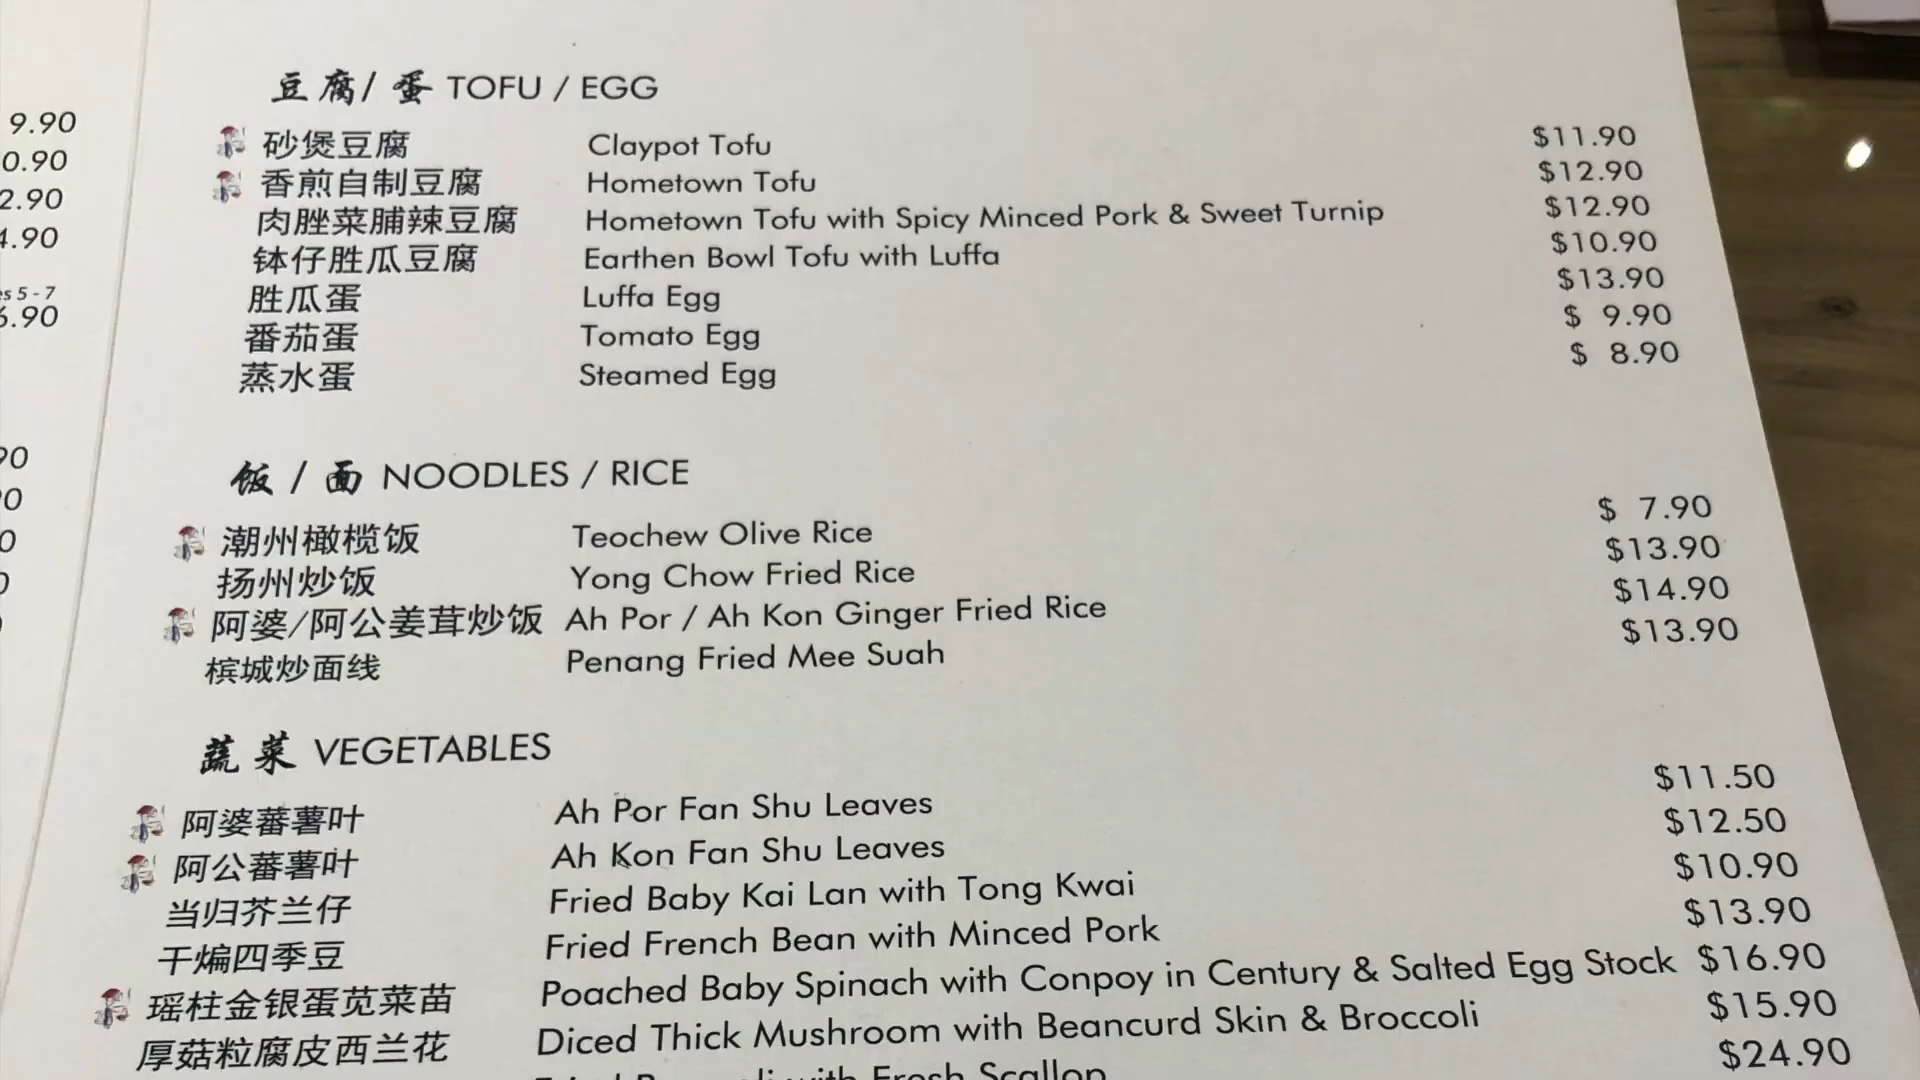 9.90
0.90
2.90
4.90
es 5 - 7
6.90
90
豆腐/ 蛋 TOFU / EGG
砂煲豆腐 Claypot Tofu $11.90
香煎自制豆腐 Hometown Tofu $12.90
肉脞菜脯辣豆腐 Hometown Tofu with Spicy Minced Pork & Sweet Turnip $12.90
钵仔胜瓜豆腐 Earthen Bowl Tofu with Luffa $10.90
胜瓜蛋 Luffa Egg $13.90
番茄蛋 Tomato Egg $ 9.90
蒸水蛋 Steamed Egg $ 8.90
饭 / 面 NOODLES / RICE
潮州橄榄饭 Teochew Olive Rice $ 7.90
扬州炒饭 Yong Chow Fried Rice $13.90
阿婆/阿公姜茸炒饭 Ah Por / Ah Kon Ginger Fried Rice $14.90
槟城炒面线 Penang Fried Mee Suah $13.90
蔬菜 VEGETABLES
阿婆蕃薯叶 Ah Por Fan Shu Leaves $11.50
阿公蕃薯叶 Ah Kon Fan Shu Leaves $12.50
当归芥兰仔 Fried Baby Kai Lan with Tong Kwai $10.90
干煸四季豆 Fried French Bean with Minced Pork $13.90
瑶柱金银蛋苋菜苗 Poached Baby Spinach with Conpoy in Century & Salted Egg Stock $16.90
厚菇粒腐皮西兰花 Diced Thick Mushroom with Beancurd Skin & Broccoli $15.90
with Fresh Scallop $24.90